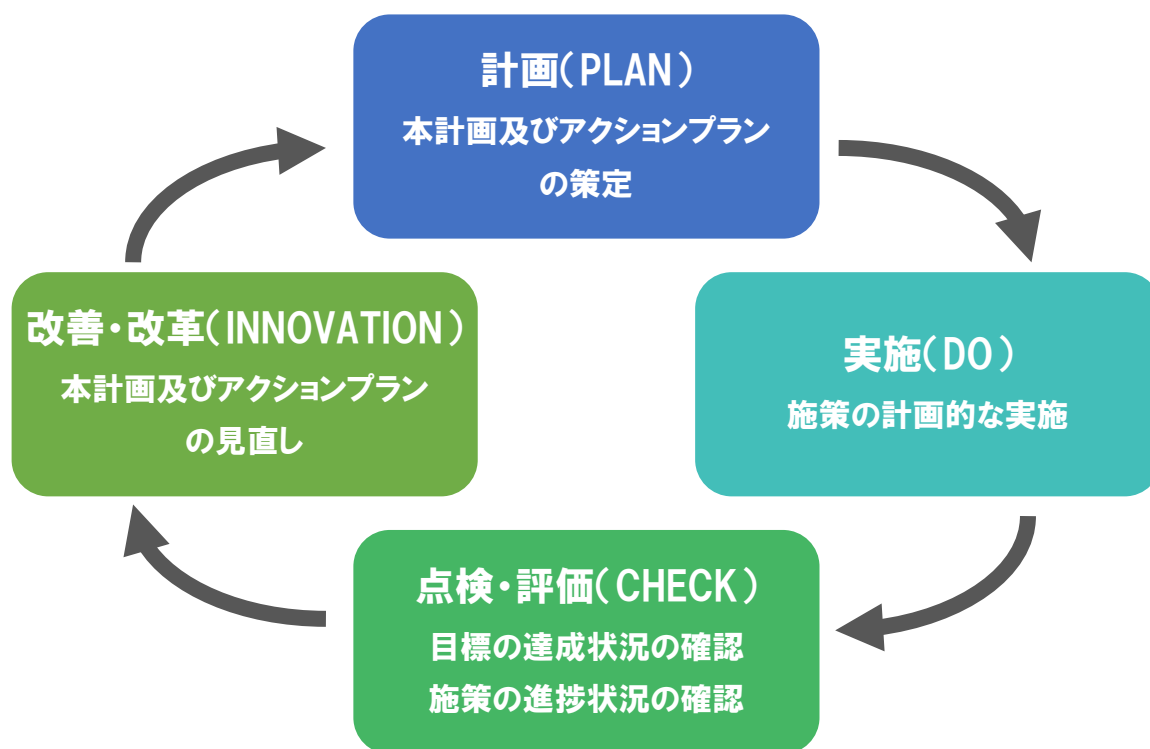 計画(PLAN)
本計画及びアクションプラン
の策定
実施(DO)
施策の計画的な実施
点検・評価(CHECK)
目標の達成状況の確認
施策の進捗状況の確認
改善・改革(INNOVATION)
本計画及びアクションプラン
の見直し